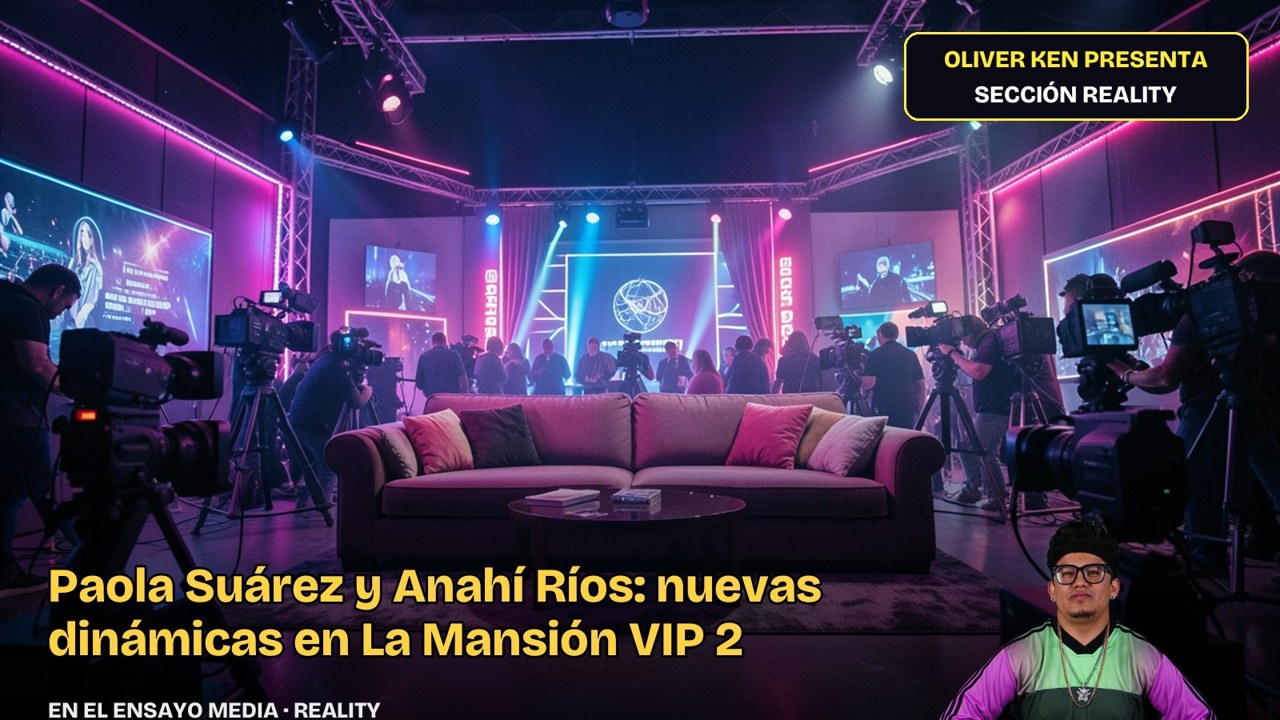 OLIVER KEN PRESENTA
SECCIÓN REALITY
Paola Suárez y Anahí Ríos: nuevas
dinámicas en La Mansión VIP 2
EN EL ENSAYO MEDIA · REALITY